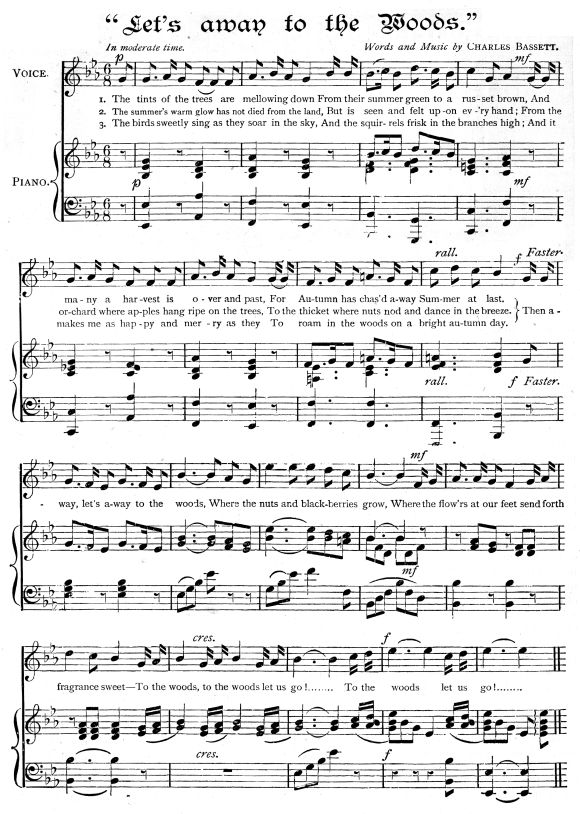 “Let's away to the Woods.”
In moderate time. Words and Music by CHARLES BASSETT.
p mf
VOICE.
1. The tints of the trees are mellowing down From their summer green to a rus-set brown, And
2. The summer's warm glow has not died from the land, But is seen and felt up-on ev-'ry hand; From the
3. The birds sweetly sing as they soar in the sky, And the squir-rels frisk in the branches high; And it
PIANO.
p mf
rall. f Faster.
ma-ny a har-vest is o-ver and past, For Au-tumn has chas'd a-way Sum-mer at last.
or-chard where ap-ples hang ripe on the trees, To the thicket where nuts nod and dance in the breeze. } Then a-
makes me as hap-py and mer-ry as they To roam in the woods on a bright au-tumn day.
rall. f Faster.
mf
way, let's a-way to the woods, Where the nuts and black-berries grow, Where the flow'rs at our feet send forth
mf
cres. f
fragrance sweet—To the woods, to the woods let us go!........ To the woods let us go!........
cres. f